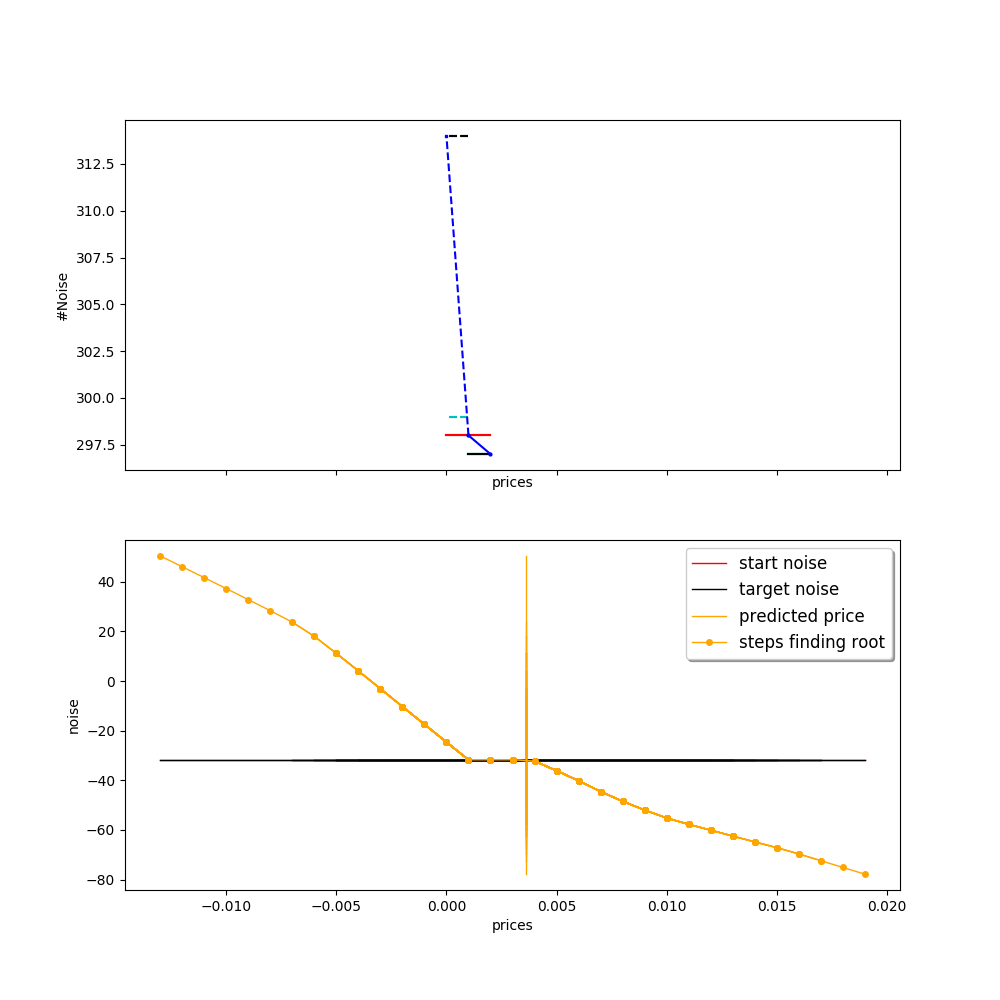 312.5
310.0
307.5
305.0
302.5
300.0
297.5
#Noise
prices
start noise
target noise
predicted price
steps finding root
40
20
0
−20
−40
−60
−80
noise
−0.010 −0.005 0.000 0.005 0.010 0.015 0.020
prices